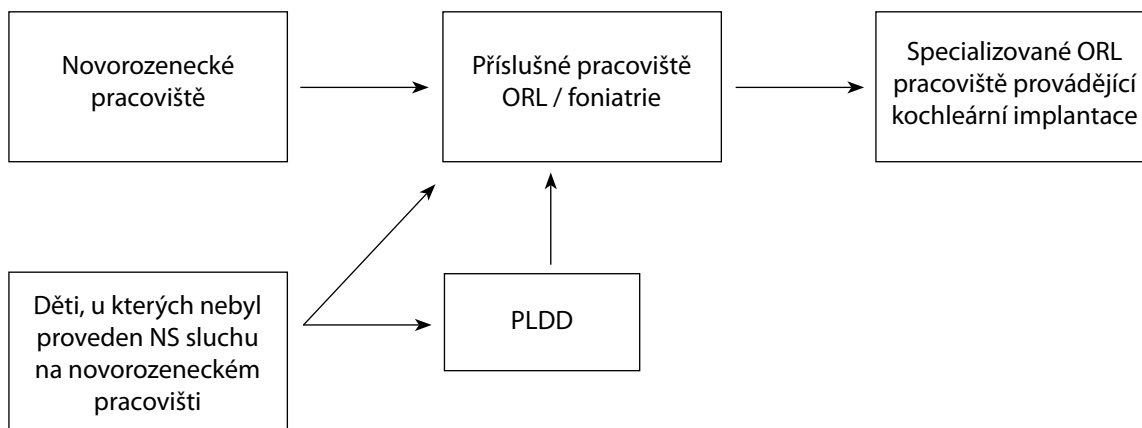 Novorozenecké
pracoviště
Příslušné pracoviště
ORL / foniatrie
Specializované ORL
pracoviště provádějící
kochleární implantace
Děti, u kterých nebyl
proveden NS sluchu
na novorozeneckém
pracovišti
PLDD